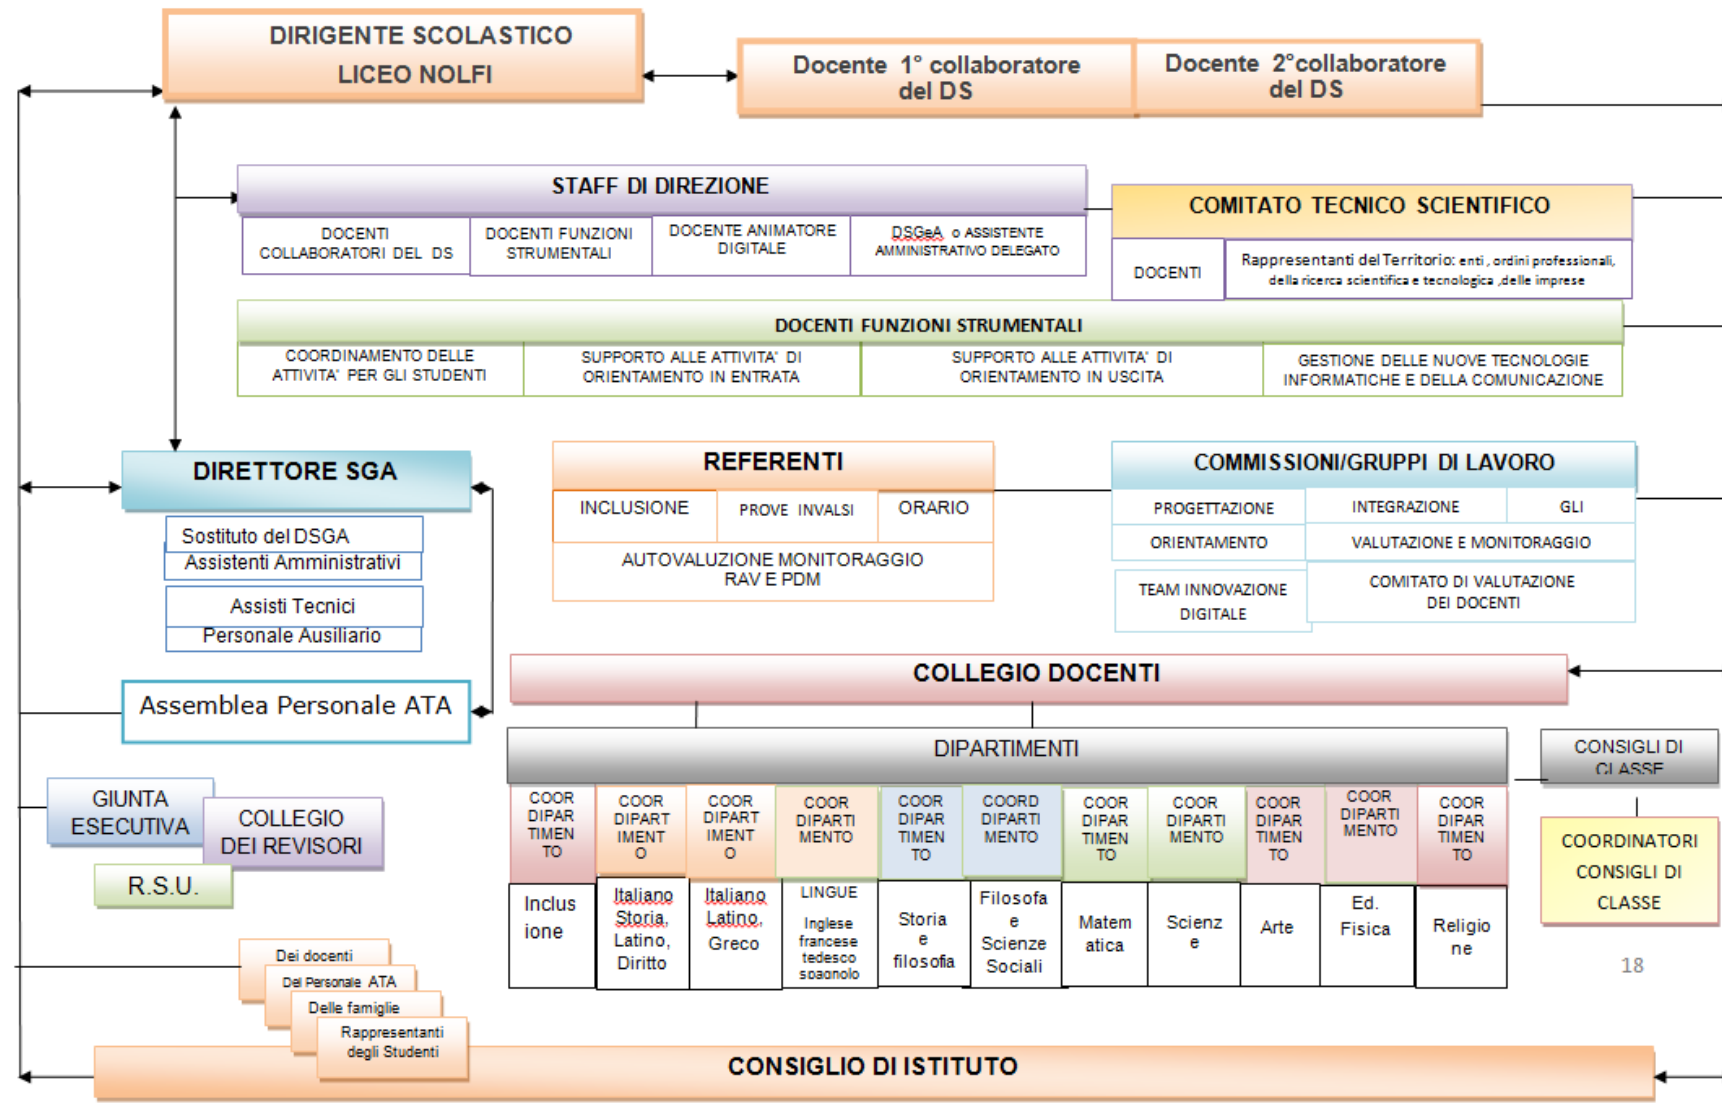 DIRIGENTE SCOLASTICO
LICEO NOLFI
Docente 1° collaboratore
del DS
Docente 2°collaboratore
del DS
STAFF DI DIREZIONE
DOCENTI
COLLABORATORI DEL DS
DOCENTI FUNZIONI
STRUMENTALI
DOCENTE ANIMATORE
DIGITALE
DSGeA o ASSISTENTE
AMMINISTRATIVO DELEGATO
COMITATO TECNICO SCIENTIFICO
DOCENTI
Rappresentanti del Territorio: enti , ordini professionali,
della ricerca scientifica e tecnologica ,delle imprese
DOCENTI FUNZIONI STRUMENTALI
COORDINAMENTO DELLE
ATTIVITA' PER GLI STUDENTI
SUPPORTO ALLE ATTIVITA' DI
ORIENTAMENTO IN ENTRATA
SUPPORTO ALLE ATTIVITA' DI
ORIENTAMENTO IN USCITA
GESTIONE DELLE NUOVE TECNOLOGIE
INFORMATICHE E DELLA COMUNICAZIONE
DIRETTORE SGA
Sostituto del DSGA
Assistenti Amministrativi
Assisti Tecnici
Personale Ausiliario
Assemblea Personale ATA
REFERENTI
INCLUSIONE
PROVE INVALSI
ORARIO
AUTOVALUZIONE MONITORAGGIO
RAV E PDM
COMMISSIONI/GRUPPI DI LAVORO
PROGETTAZIONE
INTEGRAZIONE
GLI
ORIENTAMENTO
VALUTAZIONE E MONITORAGGIO
TEAM INNOVAZIONE
DIGITALE
COMITATO DI VALUTAZIONE
DEI DOCENTI
COLLEGIO DOCENTI
DIPARTIMENTI
COOR
DIPAR
TIMEN
TO
COOR
DIPART
IMENT
O
COOR
DIPART
IMENT
O
COOR
DIPARTI
MENTO
COOR
DIPAR
TIMEN
TO
COORD
DIPARTI
MENTO
COOR
DIPAR
TIMEN
TO
COOR
DIPARTI
MENTO
COOR
DIPAR
TIMEN
TO
COOR
DIPARTI
MENTO
COOR
DIPAR
TIMEN
TO
Inclus
ione
Italiano
Storia,
Latino,
Diritto
Italiano
Latino,
Greco
LINGUE
Inglese
francese
tedesco
spagnolo
Storia
e
filosofia
Filosofa
e
Scienze
Sociali
Matem
atica
Scienz
e
Arte
Ed.
Fisica
Religio
ne
CONSIGLI DI
CLASSE
COORDINATORI
CONSIGLI DI
CLASSE
18
GIUNTA
ESECUTIVA
COLLEGIO
DEI REVISORI
R.S.U.
Dei docenti
Del Personale ATA
Delle famiglie
Rappresentanti
degli Studenti
CONSIGLIO DI ISTITUTO